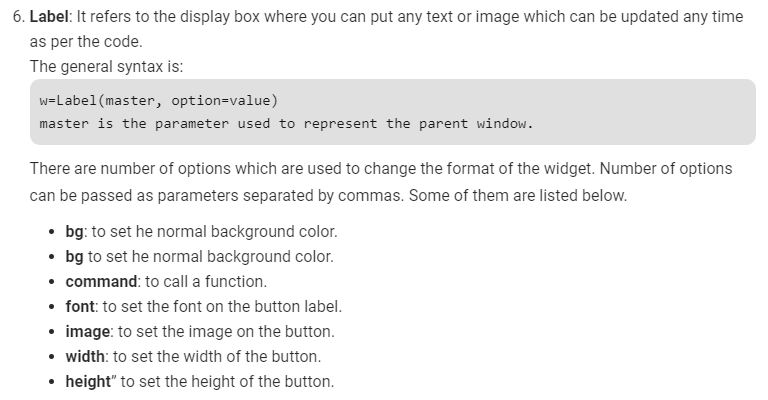 6. Label: It refers to the display box where you can put any text or image which can be updated any time
as per the code.
The general syntax is:
w=Label(master, option=value)
master is the parameter used to represent the parent window.
There are number of options which are used to change the format of the widget. Number of options
can be passed as parameters separated by commas. Some of them are listed below.
• bg: to set he normal background color.
• bg to set he normal background color.
• command: to call a function.
• font: to set the font on the button label.
• image: to set the image on the button.
• width: to set the width of the button.
• height” to set the height of the button.